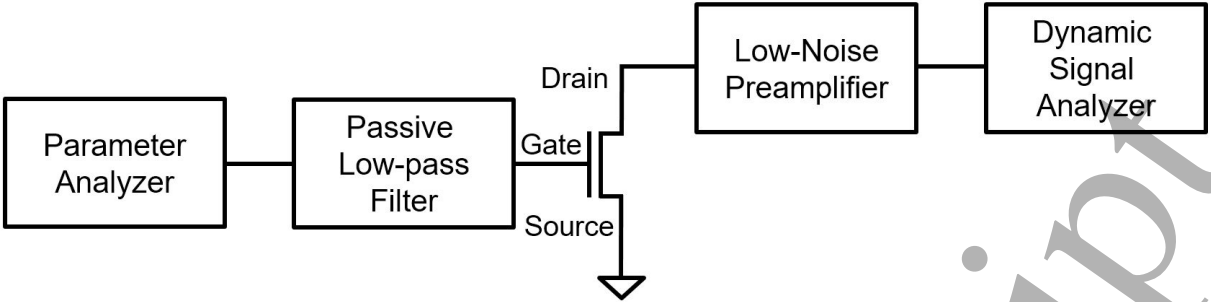 Parameter
Analyzer
Passive
Low-pass
Filter
Gate
Drain
Source
Low-Noise
Preamplifier
Dynamic
Signal
Analyzer